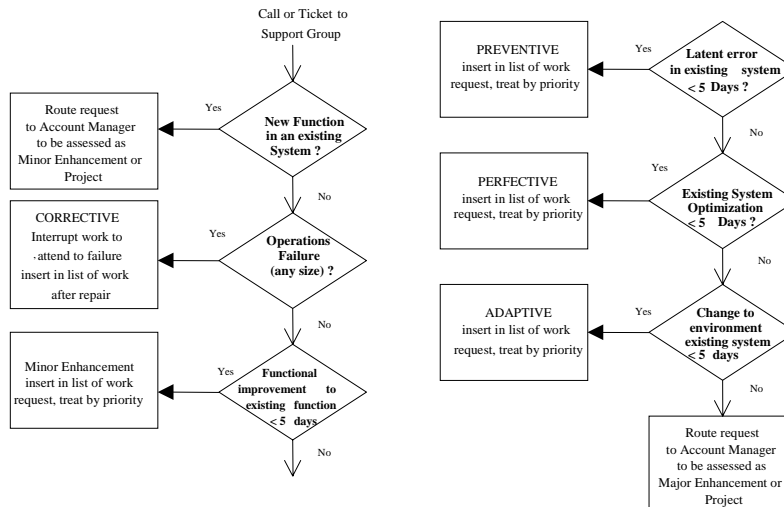 Call or Ticket to
Support Group
Yes
New Function
in an existing
System ?
Route request
to Account Manager
to be assessed as
Minor Enhancement or
Project
No
CORRECTIVE
Interrupt work to
attend to failure
insert in list of work
after repair
Yes
Operations
Failure
(any size) ?
No
Minor Enhancement
insert in list of work
request, treat by priority
Yes
Functional
improvement to
existing function
< 5 days
No
PREVENTIVE
insert in list of work
request, treat by priority
Yes
Latent error
in existing system
< 5 Days ?
No
PERFECTIVE
insert in list of work
request, treat by priority
Yes
Existing System
Optimization
< 5 Days ?
No
ADAPTIVE
insert in list of work
request, treat by priority
Yes
Change to
environment
existing system
< 5 days
No
Route request
to Account Manager
to be assessed as
Major Enhancement or
Project